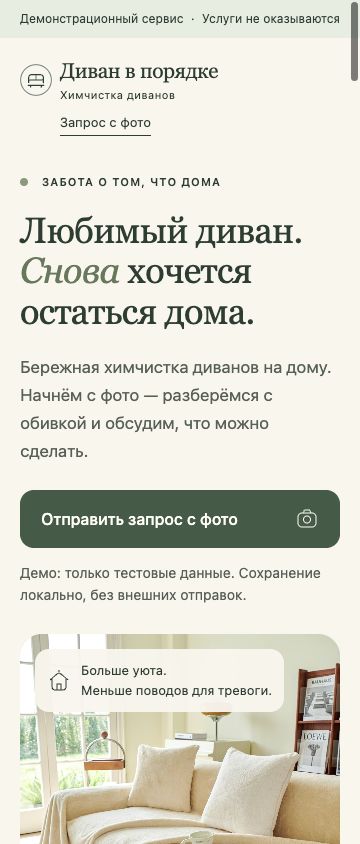 Демонстрационный сервис · Услуги не оказываются
Диван в порядке
Химчистка диванов
Запрос с фото
ЗАБОТА О ТОМ, ЧТО ДОМА
Любимый диван.
Снова хочется
остаться дома.
Бережная химчистка диванов на дому.
Начнём с фото — разберёмся с
обивкой и обсудим, что можно
сделать.
Отправить запрос с фото
Демо: только тестовые данные. Сохранение
локально, без внешних отправок.
Больше уюта.
Меньше поводов для тревоги.
LOEWE